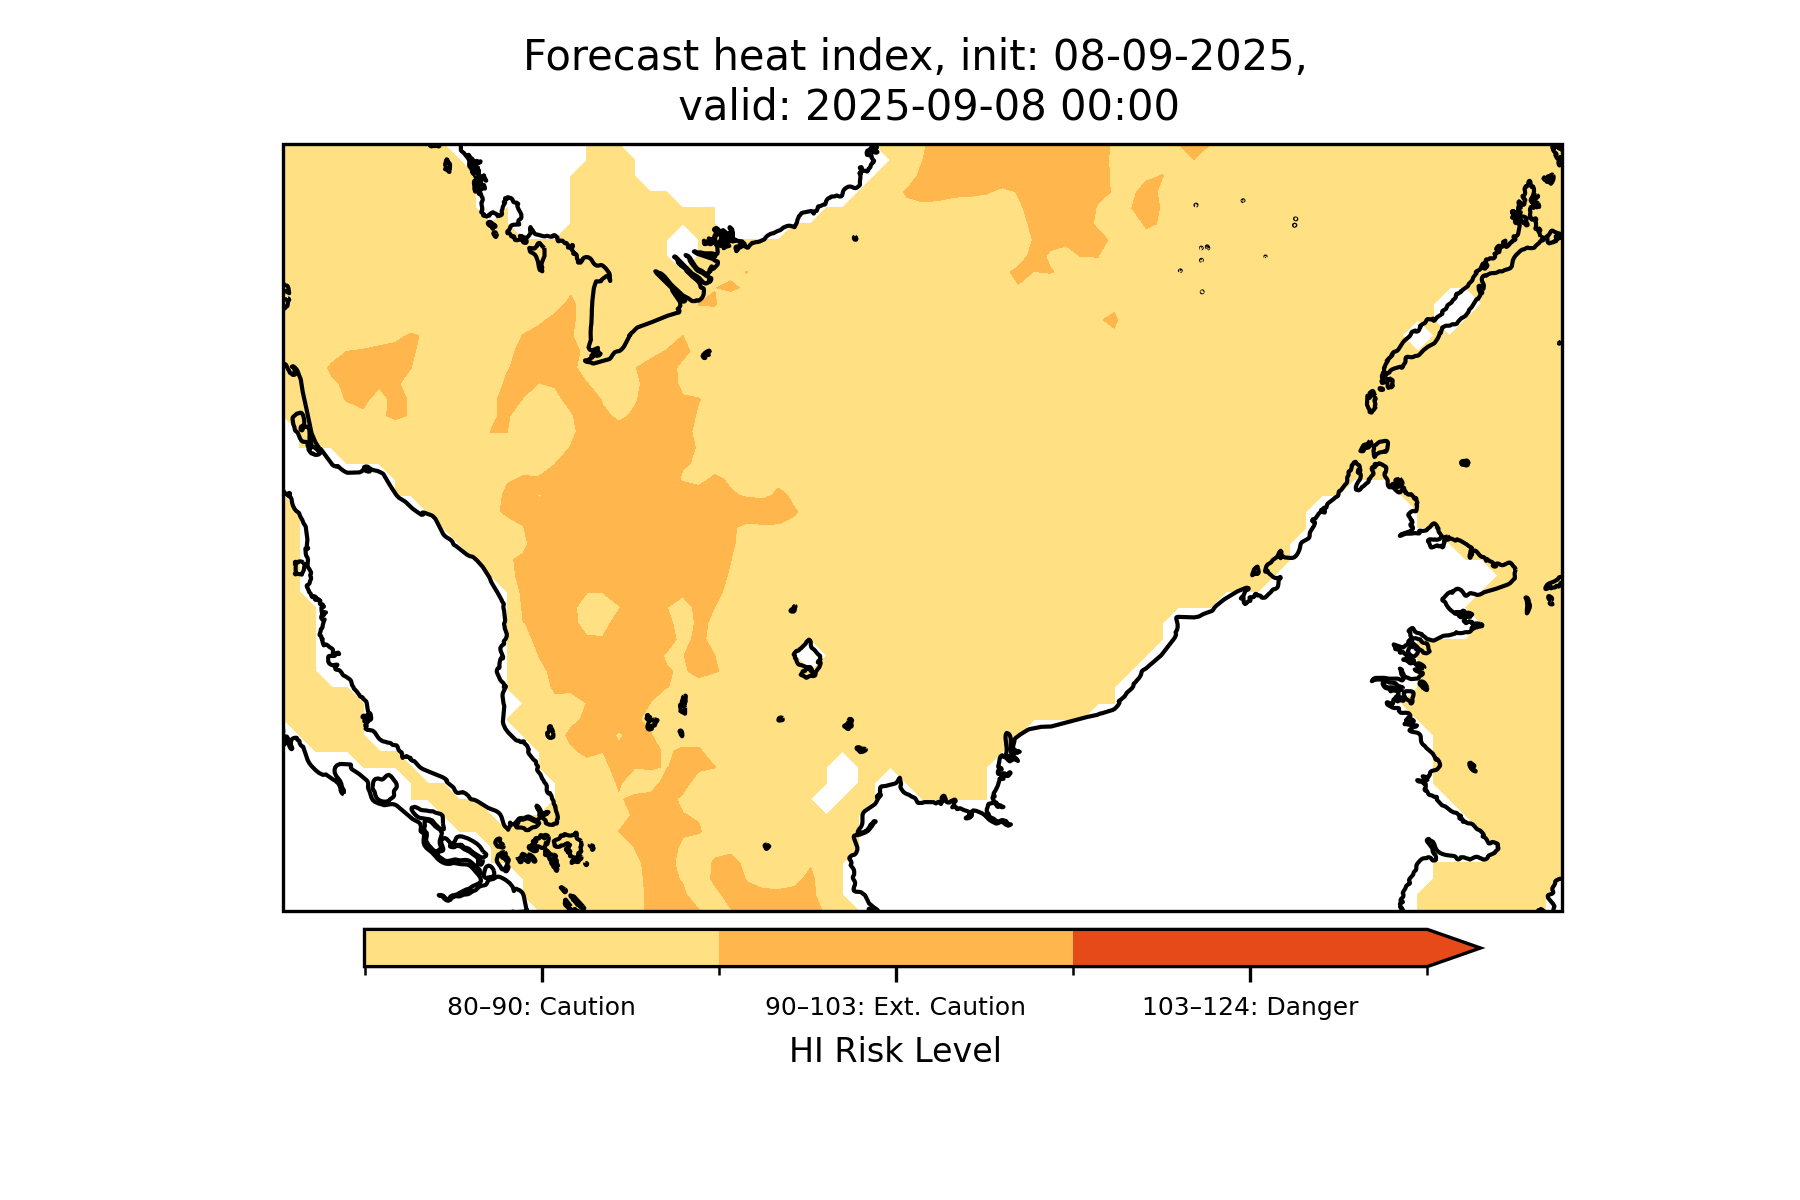 Forecast heat index, init: 08-09-2025,
valid: 2025-09-08 00:00
80–90: Caution
90–103: Ext. Caution
103–124: Danger
HI Risk Level